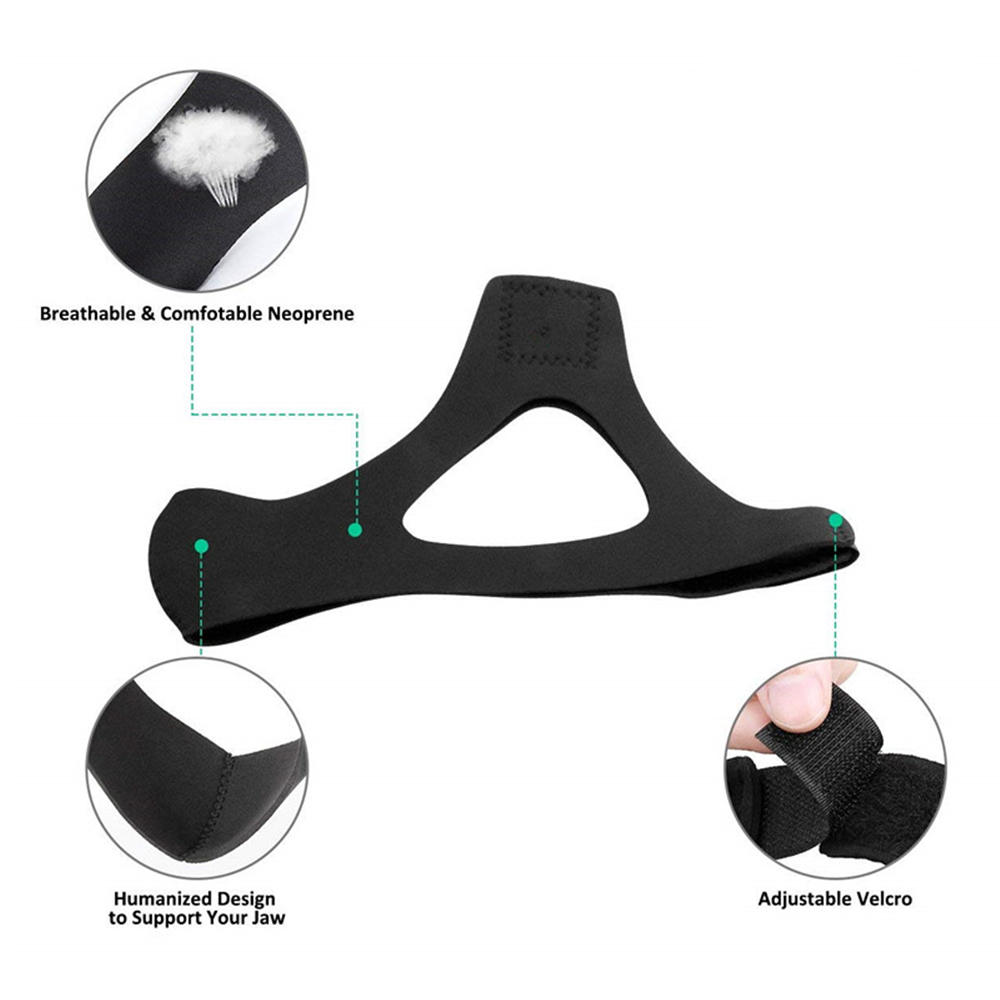 Breathable & Comfotable Neoprene
Humanized Design
to Support Your Jaw
Adjustable Velcro